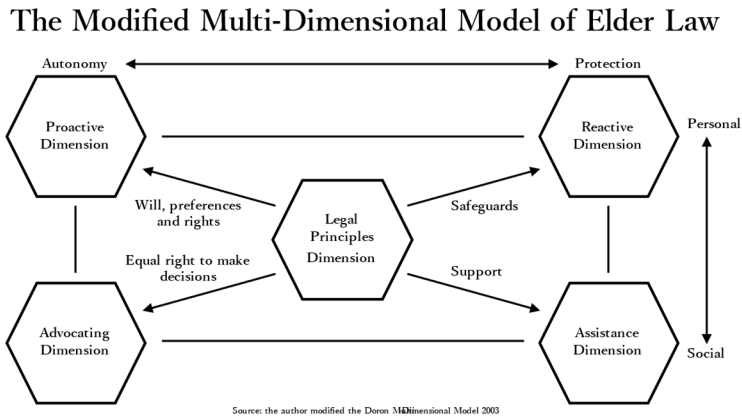 The Modified Multi-Dimensional Model of Elder Law
Autonomy
Protection
Proactive
Dimension
Reactive
Dimension
Personal
Will, preferences
and rights
Safeguards
Legal
Principles
Dimension
Equal right to make
decisions
Support
Advocating
Dimension
Assistance
Dimension
Social
Source: the author modified the Doron Dimensional Model 2003